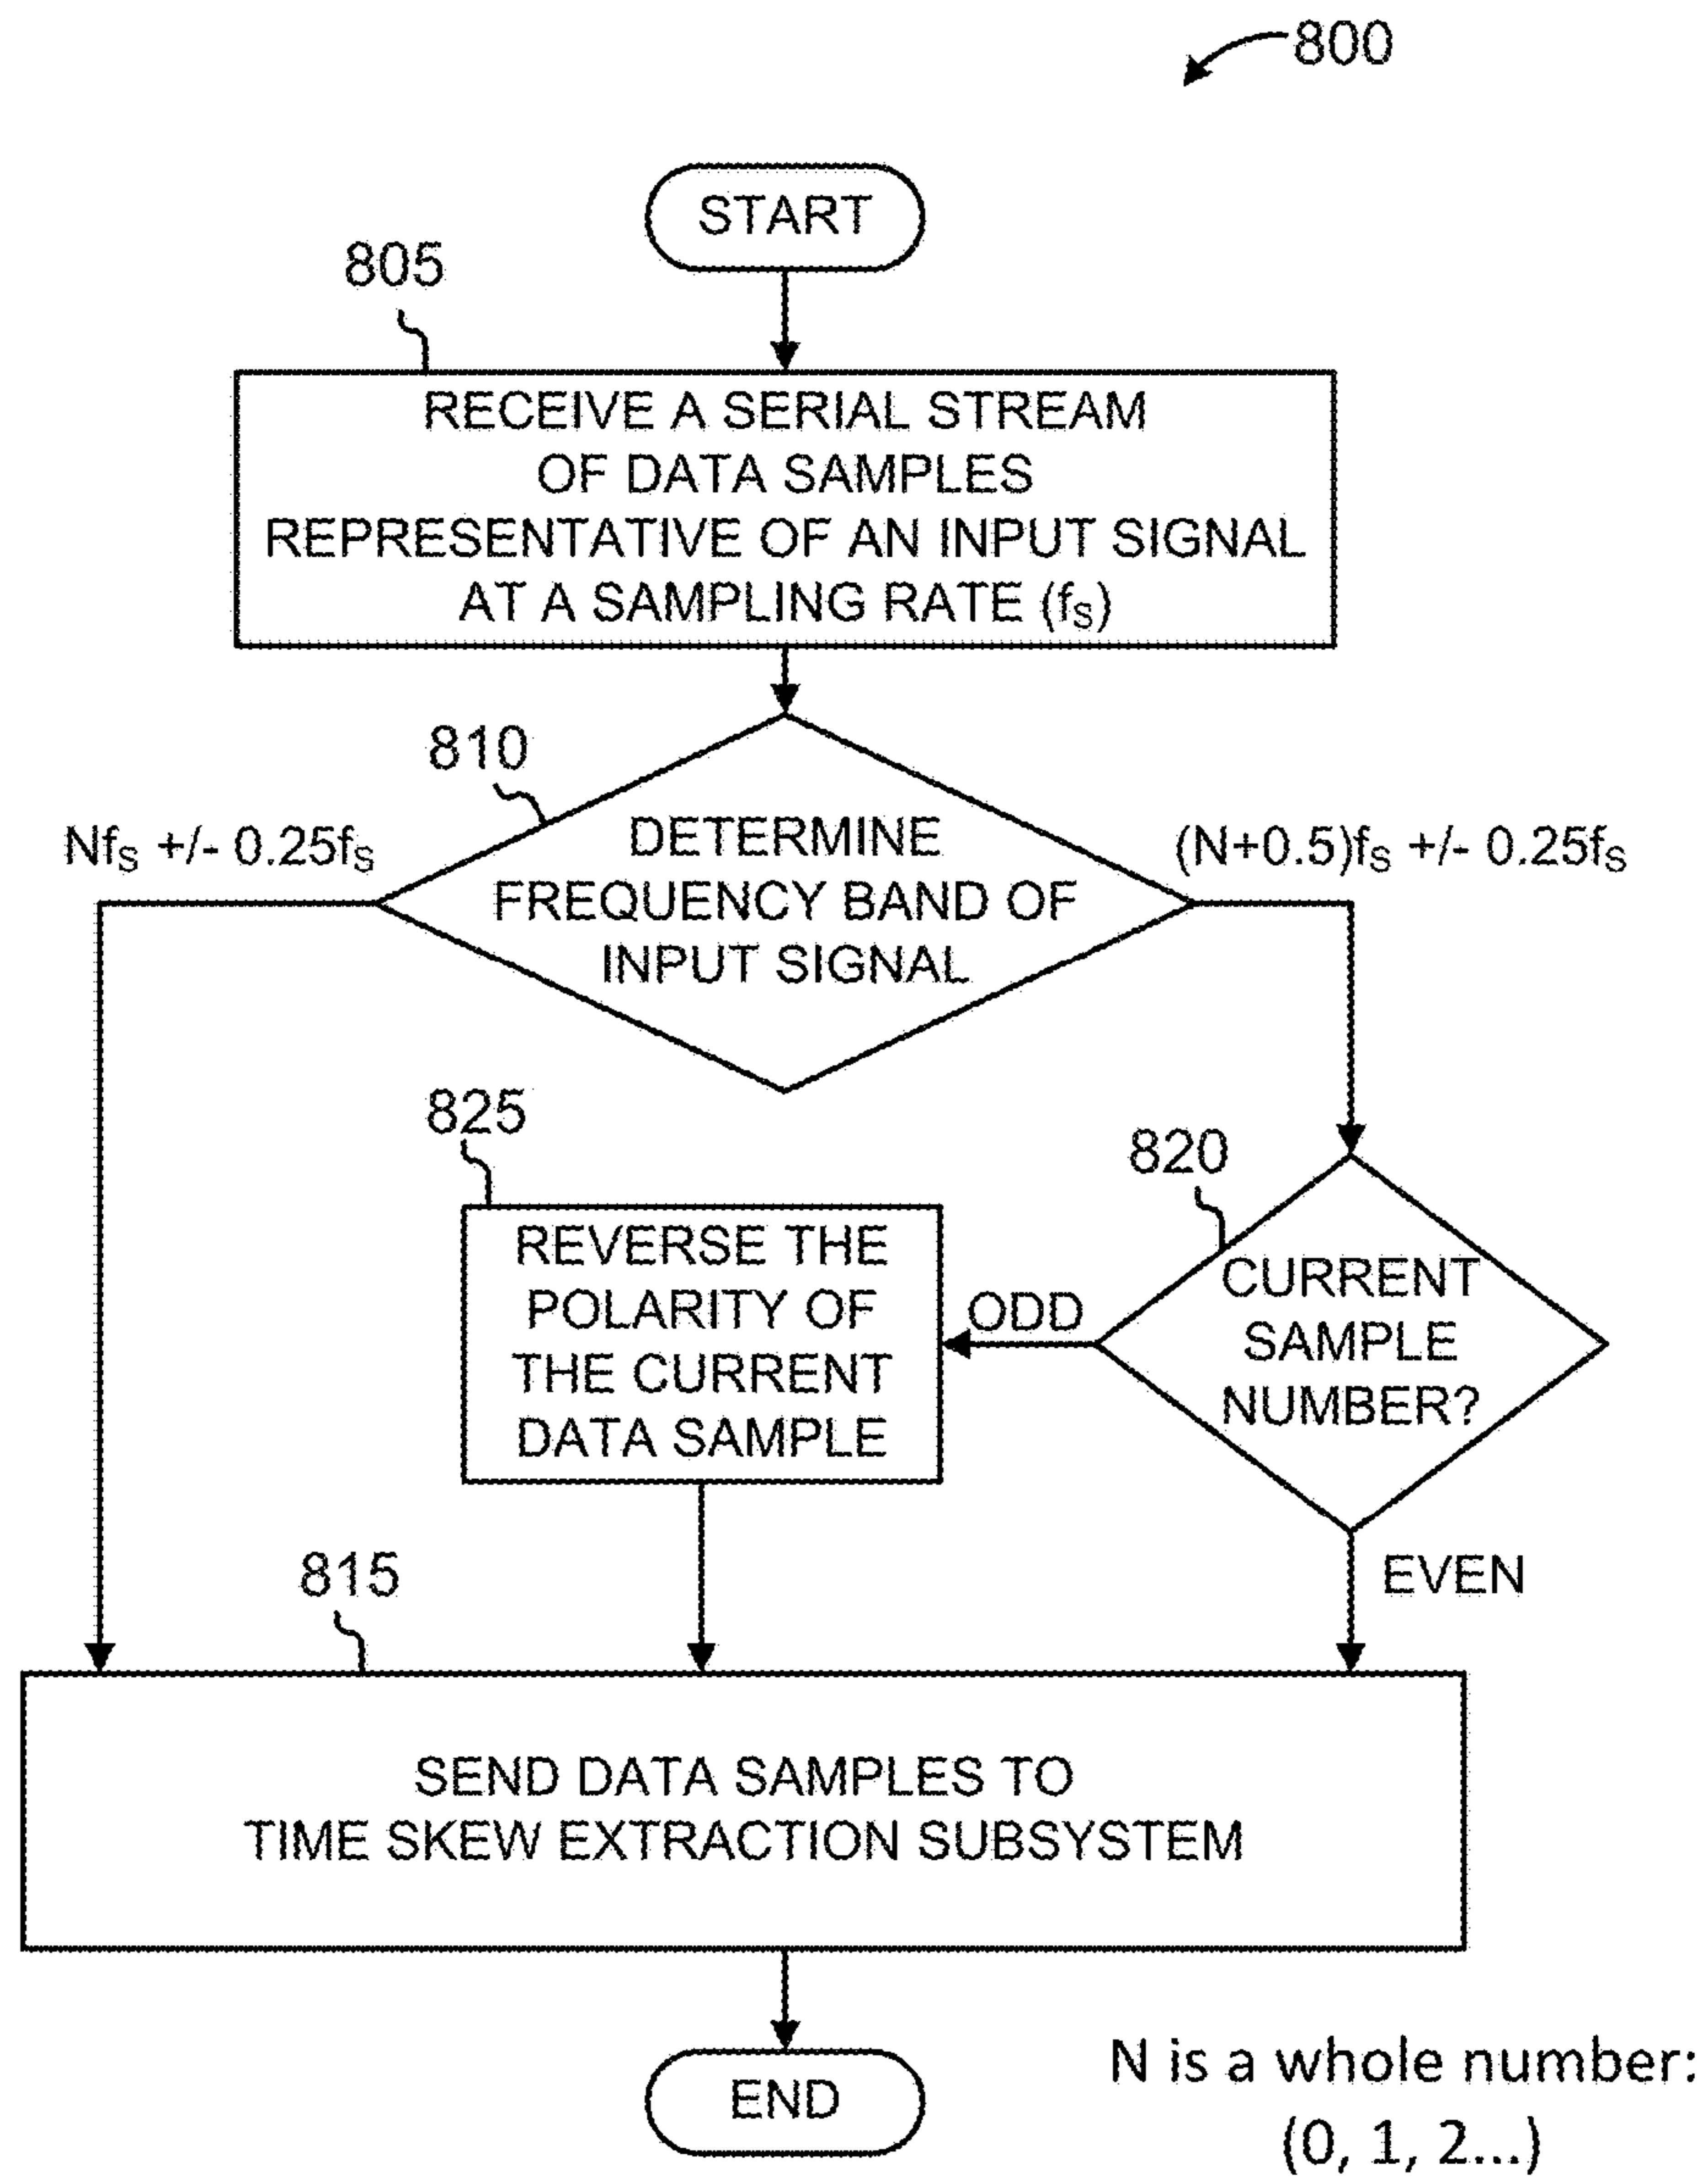 800
START
805
RECEIVE A SERIAL STREAM
OF DATA SAMPLES
REPRESENTATIVE OF AN INPUT SIGNAL
AT A SAMPLING RATE (fS)
810
NfS +/- 0.25fS
(N+0.5)fS +/- 0.25fS
DETERMINE
FREQUENCY BAND OF
INPUT SIGNAL
825
820
REVERSE THE
POLARITY OF
THE CURRENT
DATA SAMPLE
ODD
CURRENT
SAMPLE
NUMBER?
EVEN
815
SEND DATA SAMPLES TO
TIME SKEW EXTRACTION SUBSYSTEM
END
N is a whole number:
(0, 1, 2...)